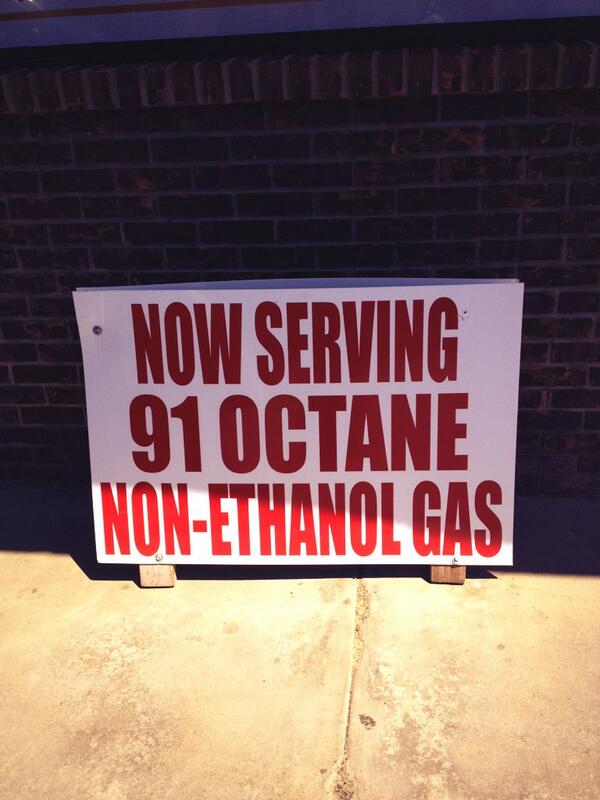 NOW SERVING
91 OCTANE
NON-ETHANOL GAS